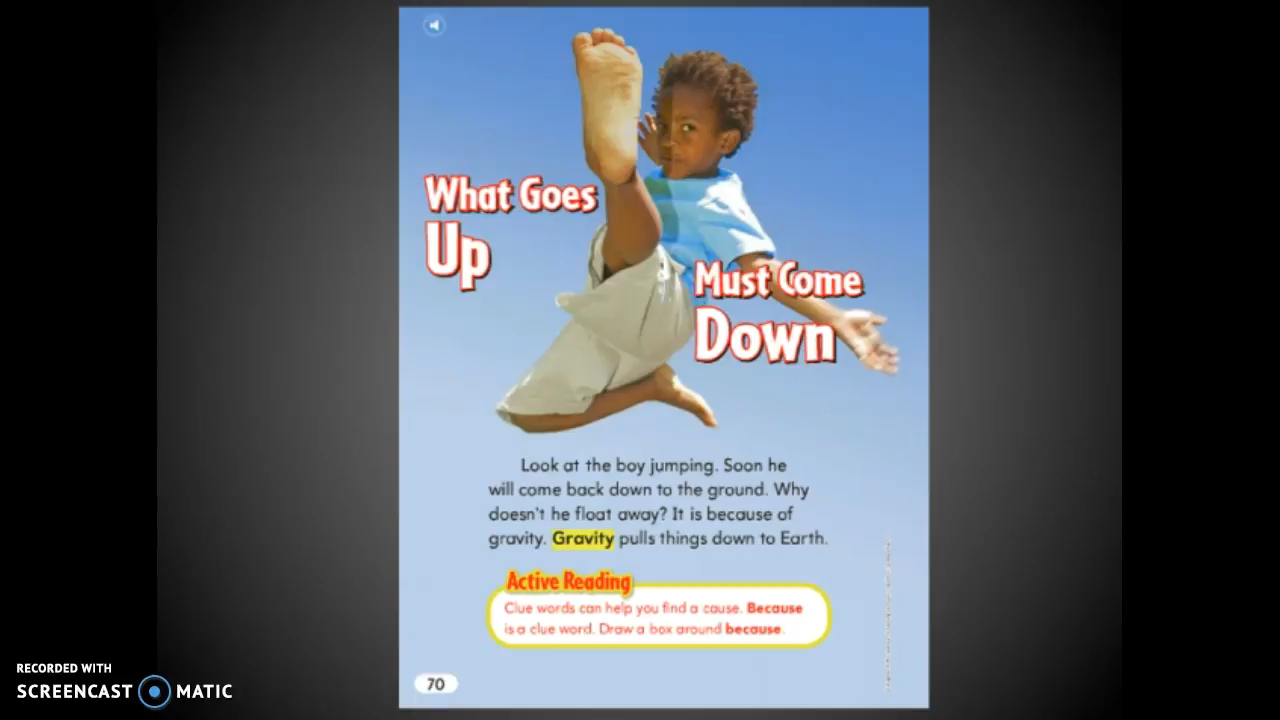 What Goes
Up
Must Come
Down
Look at the boy jumping. Soon he
will come back down to the ground. Why
doesn't he float away? It is because of
gravity. Gravity pulls things down to Earth.
Active Reading
Clue words can help you find a cause. Because
is a clue word. Draw a box around because.
70
RECORDED WITH
SCREENCAST MATIC